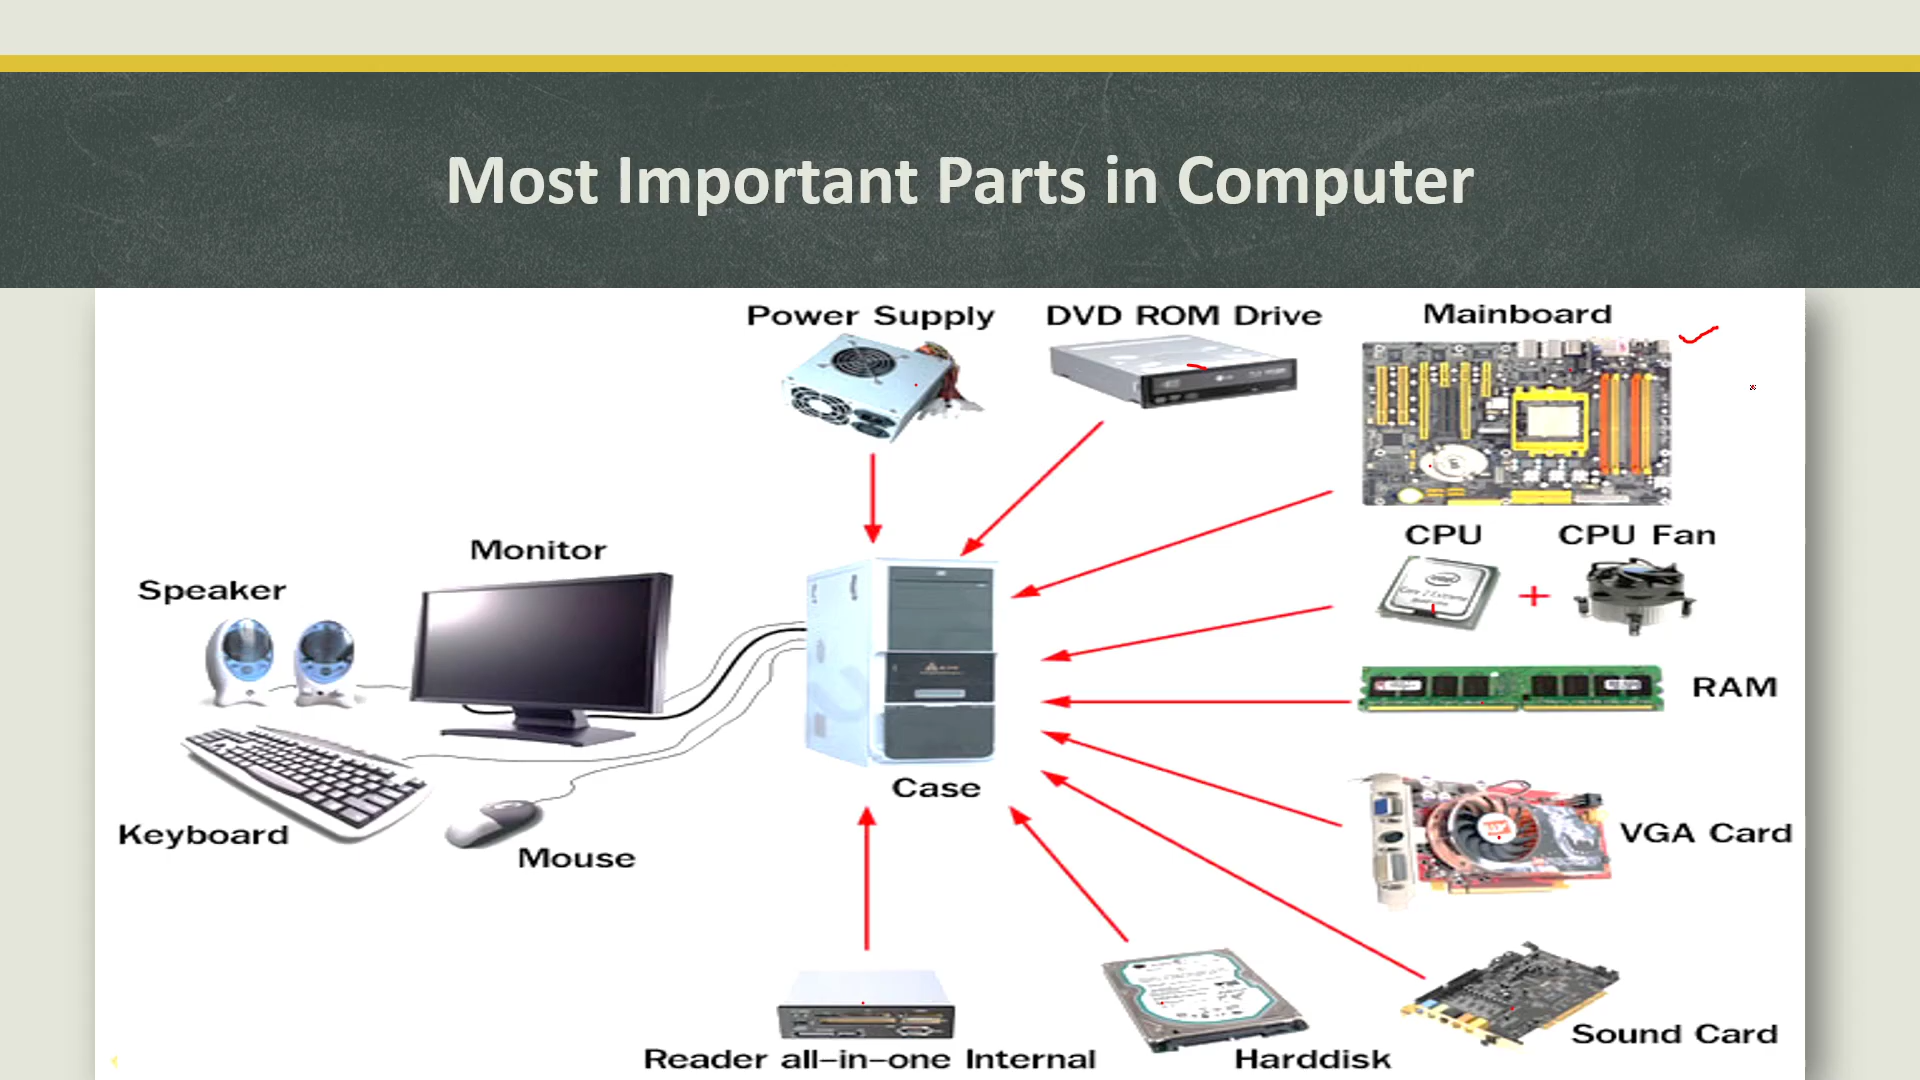 Most Important Parts in Computer
Power Supply
DVD ROM Drive
Mainboard
CPU
CPU Fan
Monitor
Speaker
RAM
Case
VGA Card
Keyboard
Mouse
Sound Card
Reader all-in-one Internal
Harddisk